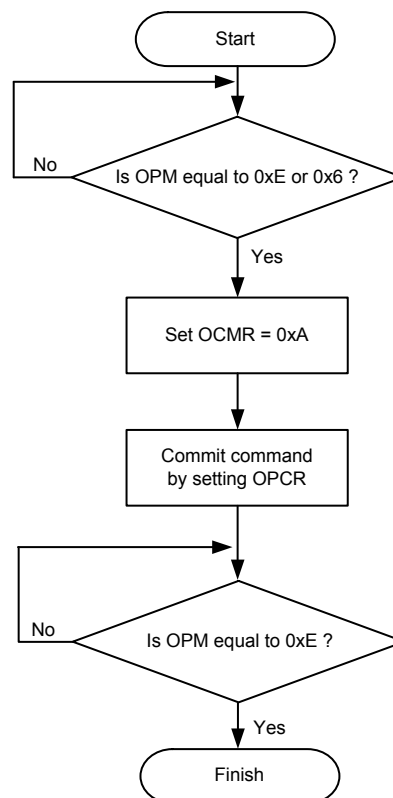 Start
Is OPM equal to 0xE or 0x6 ?
No
Yes
Set OCMR = 0xA
Commit command
by setting OPCR
Is OPM equal to 0xE ?
No
Yes
Finish